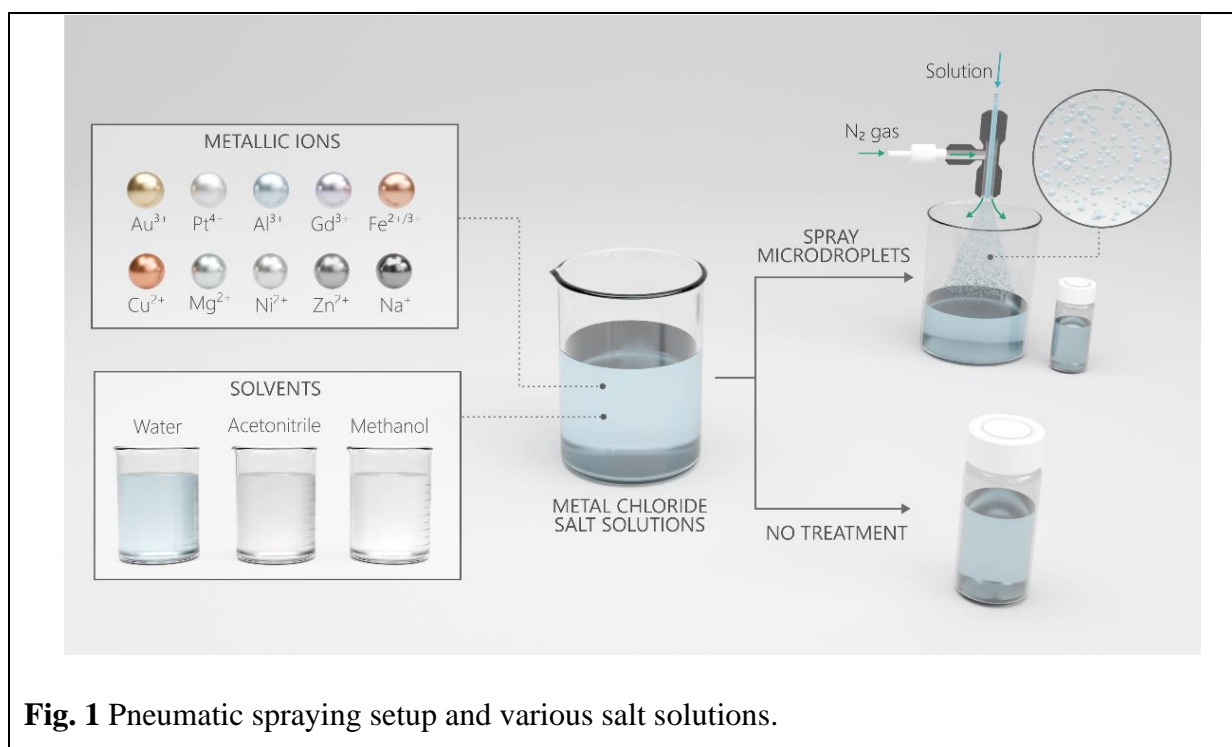 Solution
N₂ gas
METALLIC IONS
Au³⁺ Pt⁴⁺ Al³⁺ Gd³⁺ Fe²⁺/³⁺
Cu²⁺ Mg²⁺ Ni²⁺ Zn²⁺ Na⁺
SPRAY
MICRODROPLETS
SOLVENTS
Water Acetonitrile Methanol
METAL CHLORIDE
SALT SOLUTIONS
NO TREATMENT
Fig. 1 Pneumatic spraying setup and various salt solutions.